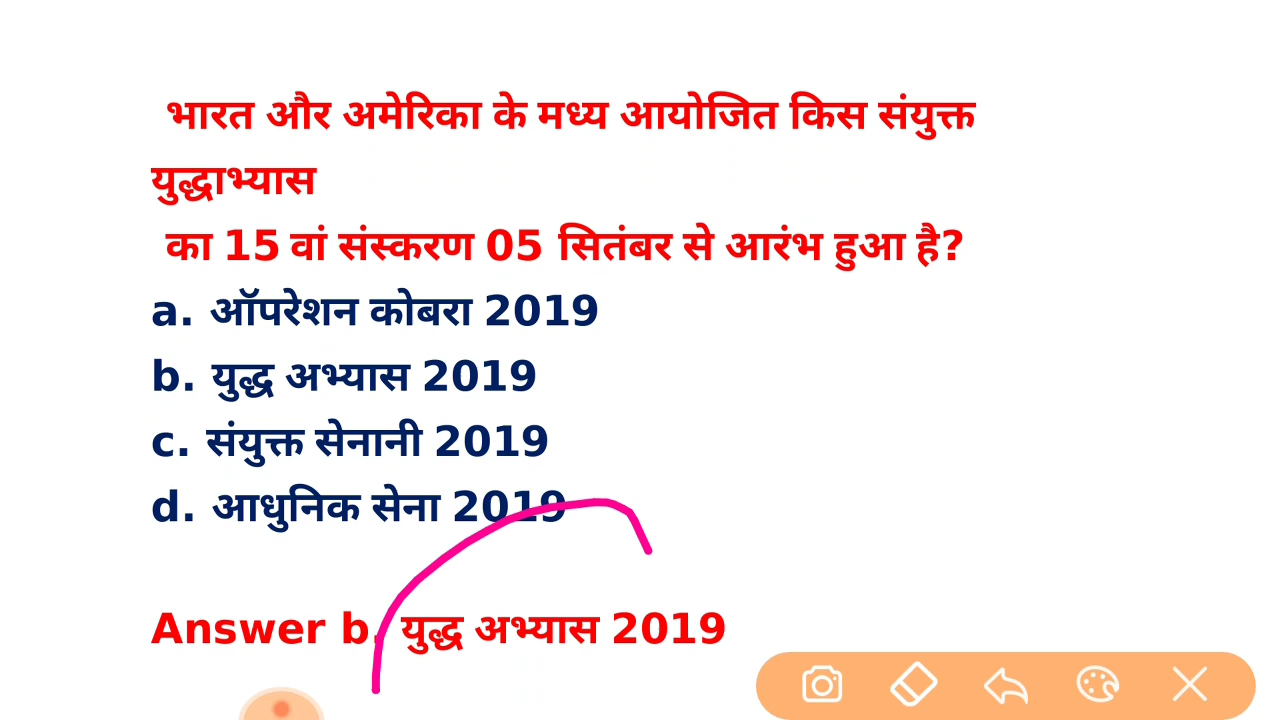 भारत और अमेरिका के मध्य आयोजित किस संयुक्त
युद्धाभ्यास
का 15 वां संस्करण 05 सितंबर से आरंभ हुआ है?
a. ऑपरेशन कोबरा 2019
b. युद्ध अभ्यास 2019
c. संयुक्त सेनानी 2019
d. आधुनिक सेना 2019
Answer b. युद्ध अभ्यास 2019